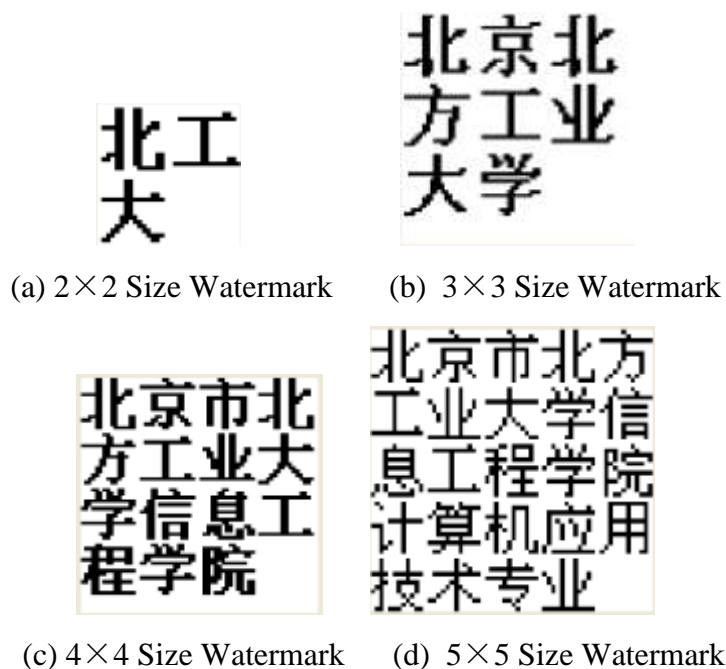 北工
大
北京北
方工业
大学
(a) 2×2 Size Watermark
(b) 3×3 Size Watermark
北京市北
方工业大
学信息工
程学院
北京市北方
工业大学信
息工程学院
计算机应用
技术专业
(c) 4×4 Size Watermark
(d) 5×5 Size Watermark